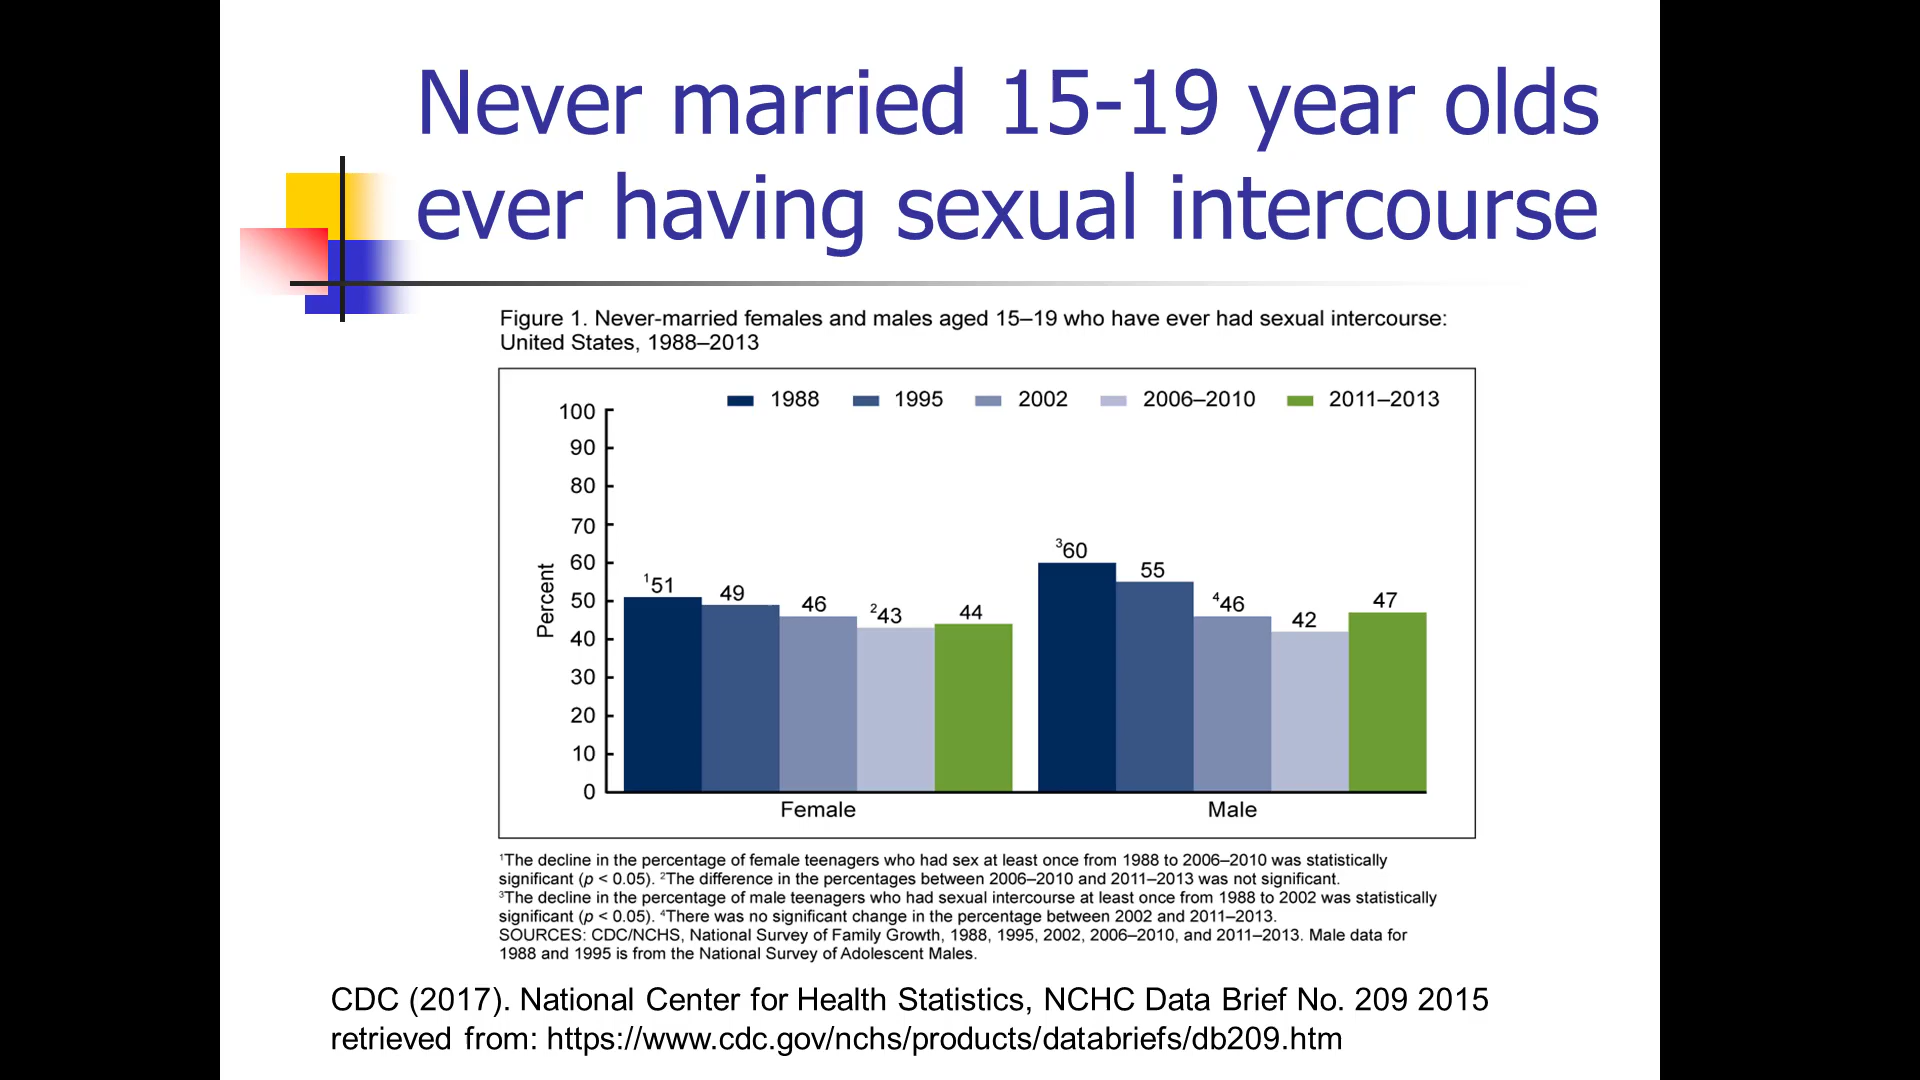 Never married 15-19 year olds
ever having sexual intercourse
Figure 1. Never-married females and males aged 15–19 who have ever had sexual intercourse:
United States, 1988–2013
1988 1995 2002 2006–2010 2011–2013
100
90
80
70
60
50
40
30
20
10
0
Percent
¹51 49 46 ²43 44
³60 55 ⁴46 42 47
Female Male
¹The decline in the percentage of female teenagers who had sex at least once from 1988 to 2006–2010 was statistically
significant (p < 0.05). ²The difference in the percentages between 2006–2010 and 2011–2013 was not significant.
³The decline in the percentage of male teenagers who had sexual intercourse at least once from 1988 to 2002 was statistically
significant (p < 0.05). ⁴There was no significant change in the percentage between 2002 and 2011–2013.
SOURCES: CDC/NCHS, National Survey of Family Growth, 1988, 1995, 2002, 2006–2010, and 2011–2013. Male data for
1988 and 1995 is from the National Survey of Adolescent Males.
CDC (2017). National Center for Health Statistics, NCHC Data Brief No. 209 2015
retrieved from: https://www.cdc.gov/nchs/products/databriefs/db209.htm